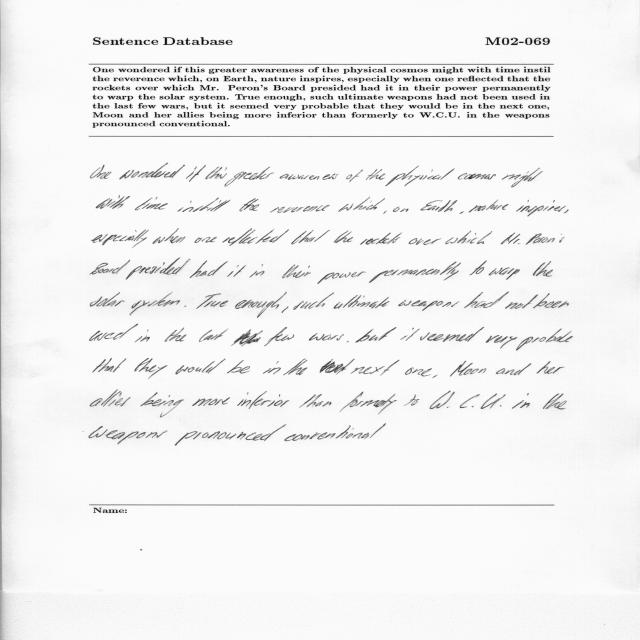 Sentence Database M02-069
One wondered if this greater awareness of the physical cosmos might with time instil
the reverence which, on Earth, nature inspires, especially when one reflected that the
rockets over which Mr. Peron's Board presided had it in their power permanently
to warp the solar system. True enough, such ultimate weapons had not been used in
the last few wars, but it seemed very probable that they would be in the next one,
Moon and her allies being more inferior than formerly to W.C.U. in the weapons
pronounced conventional.
One wondered if this greater awareness of the physical cosmos might
with time instill the reverence which, on Earth, nature inspires,
especially when one reflected that the rockets over which Mr. Peron's
Board presided had it in their power permanently to warp the
solar system. True enough, such ultimate weapons had not been
used in the last few wars. but it seemed very probable
that they would be in the next one, Moon and her
allies being more inferior than formerly to W. C. U. in the
weapons pronounced conventional
Name: